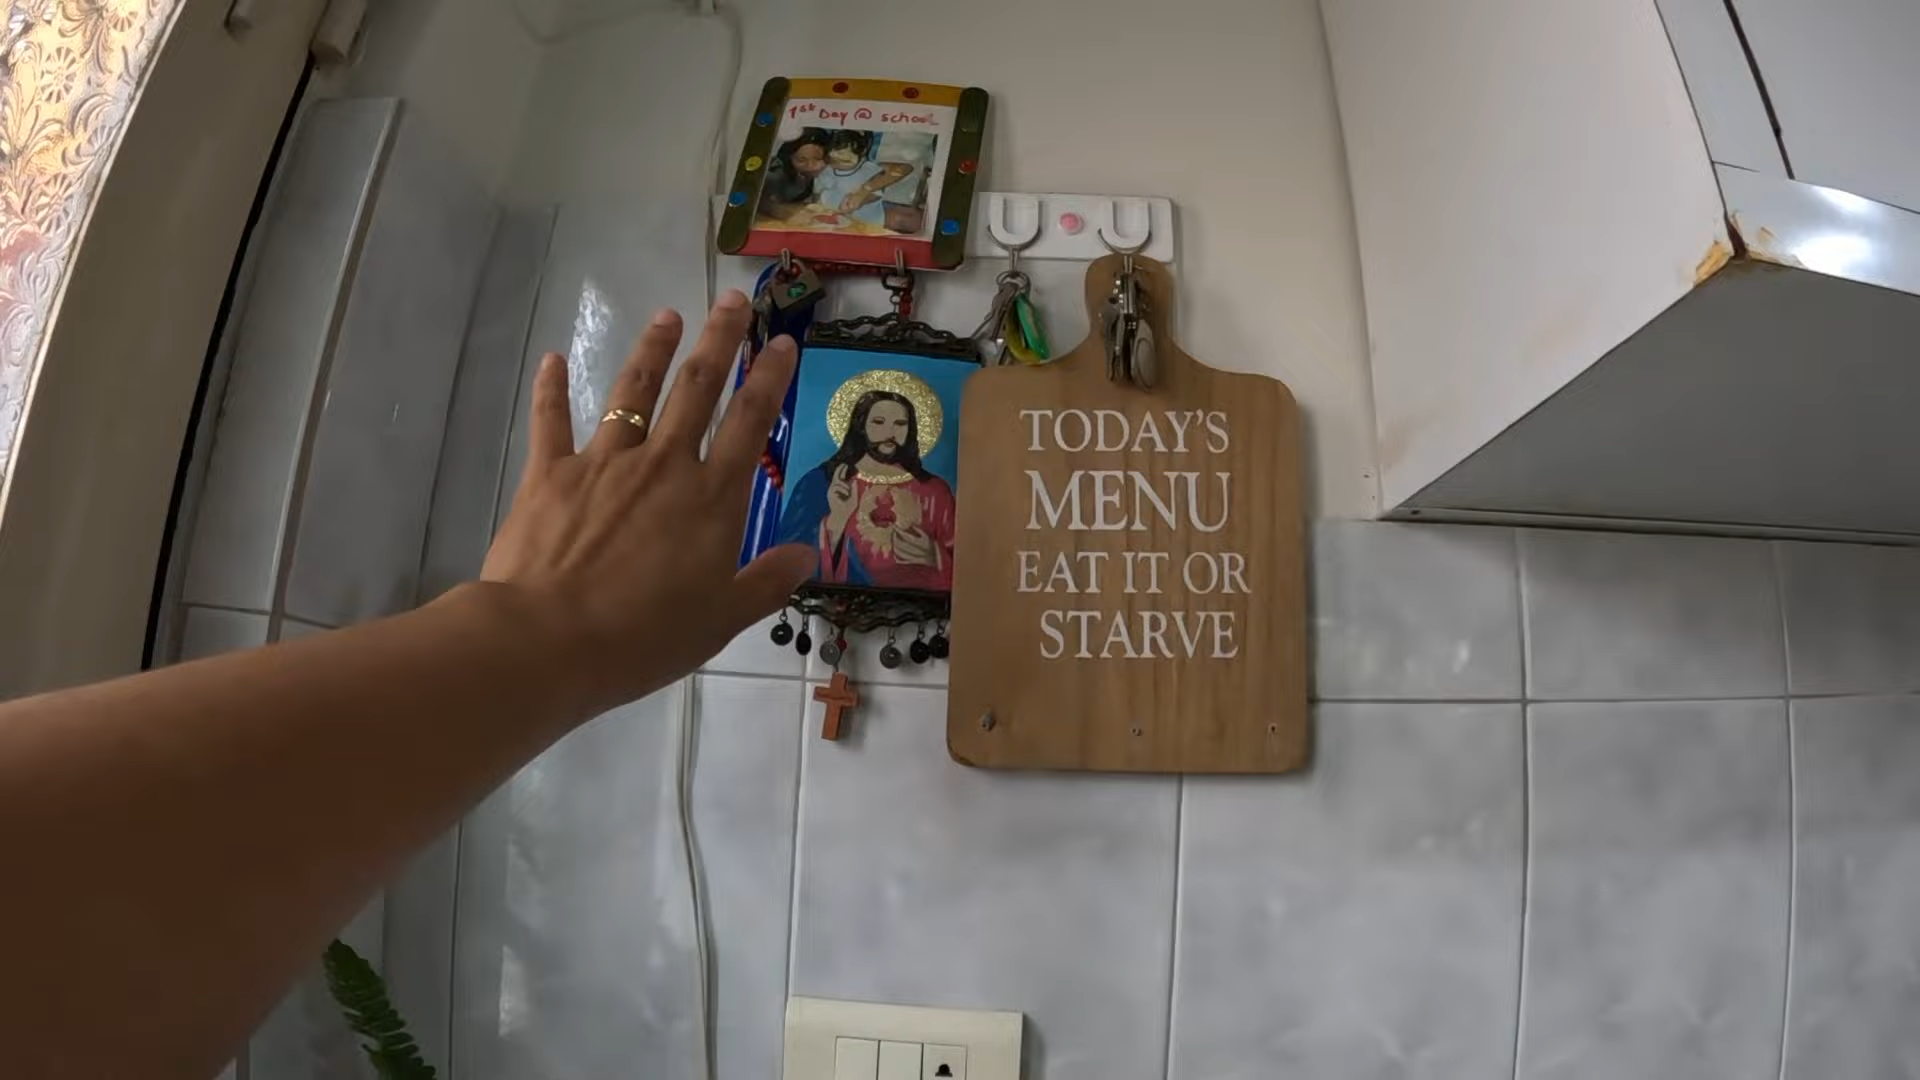 1st Day @ school
TODAY'S
MENU
EAT IT OR
STARVE